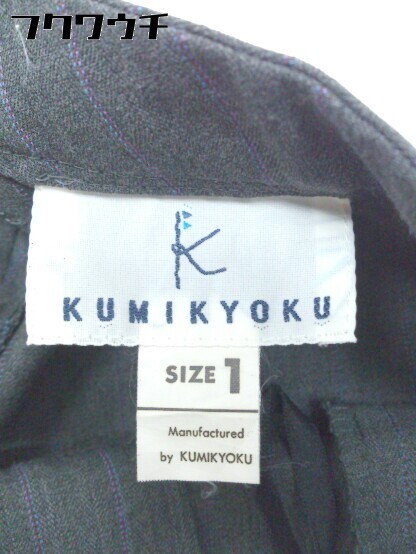 フクワウチ
K
KUMIKYOKU
SIZE 1
Manufactured
by KUMIKYOKU